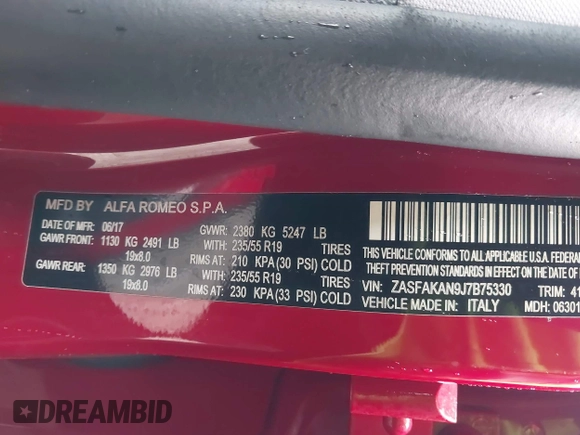 MFD BY ALFA ROMEO S.P.A.
DATE OF MFR: 06/17 GVWR: 2380 KG 5247 LB
GAWR FRONT: 1130 KG 2491 LB WITH: 235/55 R19 TIRES
19x8.0 RIMS AT: 210 KPA (30 PSI) COLD
GAWR REAR: 1350 KG 2976 LB WITH: 235/55 R19 TIRES
19x8.0 RIMS AT: 230 KPA (33 PSI) COLD
THIS VEHICLE CONFORMS TO ALL APPLICABLE U.S.A. FEDERAL
THEFT PREVENTION STANDARDS IN EFFECT ON THE
VIN: ZASFAKAN9J7B75330 TRIM: 41
VEHICLE MADE IN: ITALY MDH: 06301
DREAMBID